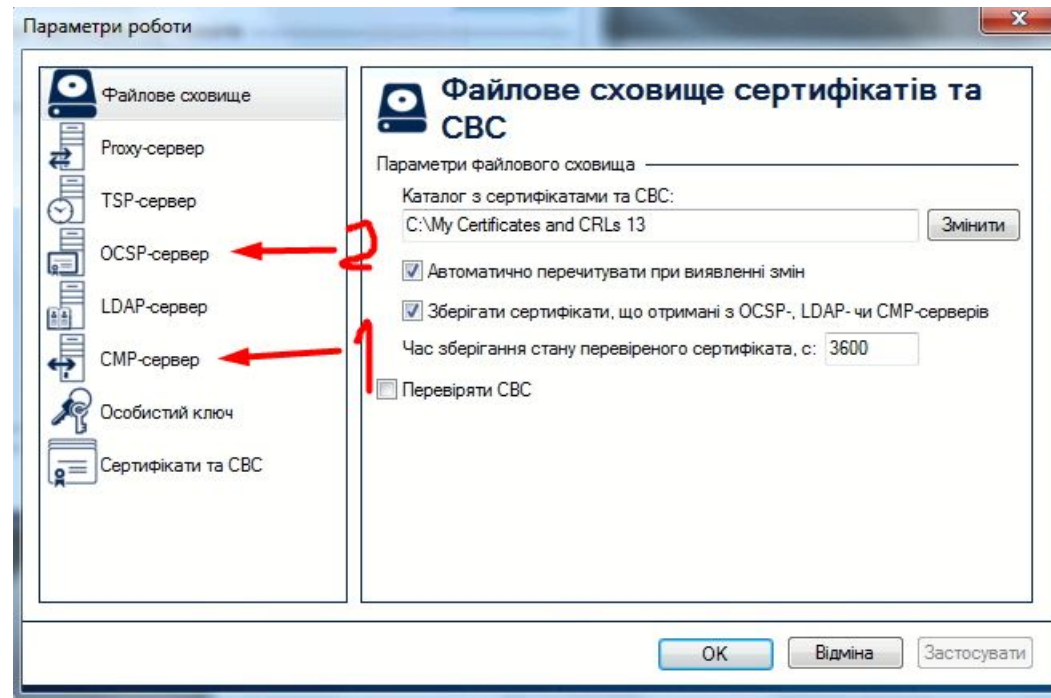 Параметри роботи
Файлове сховище
Proxy-сервер
TSP-сервер
OCSP-сервер
LDAP-сервер
CMP-сервер
Особистий ключ
Сертифікати та СВС
2
1
Файлове сховище сертифікатів та
СВС
Параметри файлового сховища
Каталог з сертифікатами та СВС:
C:\My Certificates and CRLs 13
Змінити
Автоматично перечитувати при виявленні змін
Зберігати сертифікати, що отримані з OCSP-, LDAP- чи CMP-серверів
Час зберігання стану перевіреного сертифіката, с: 3600
Перевіряти СВС
OK
Відміна
Застосувати